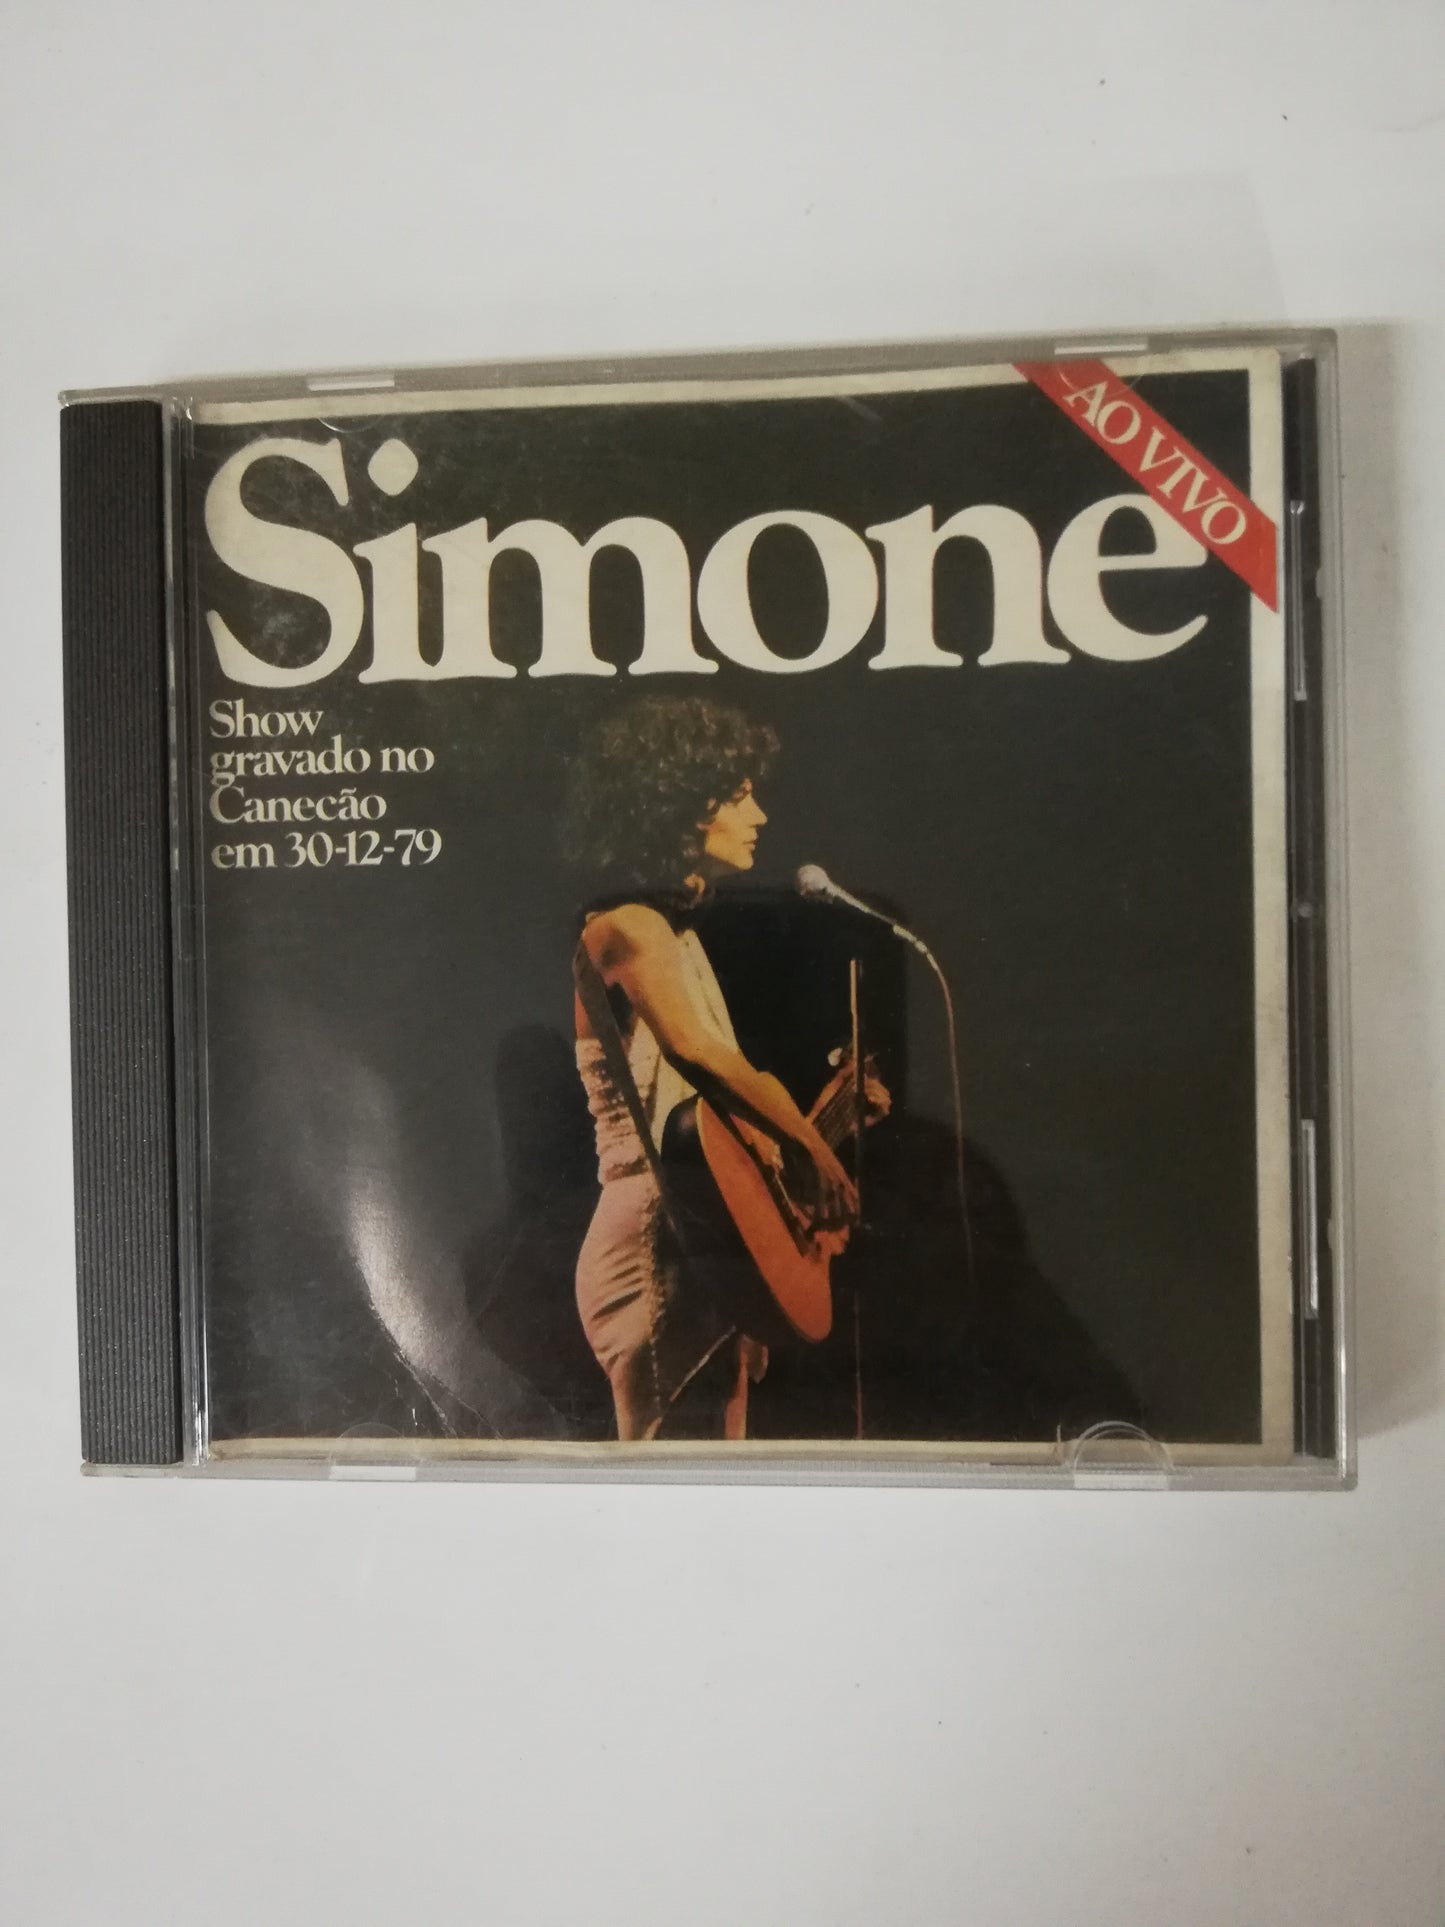 AO VIVO
Simone
Show
gravado no
Canecão
em 30-12-79